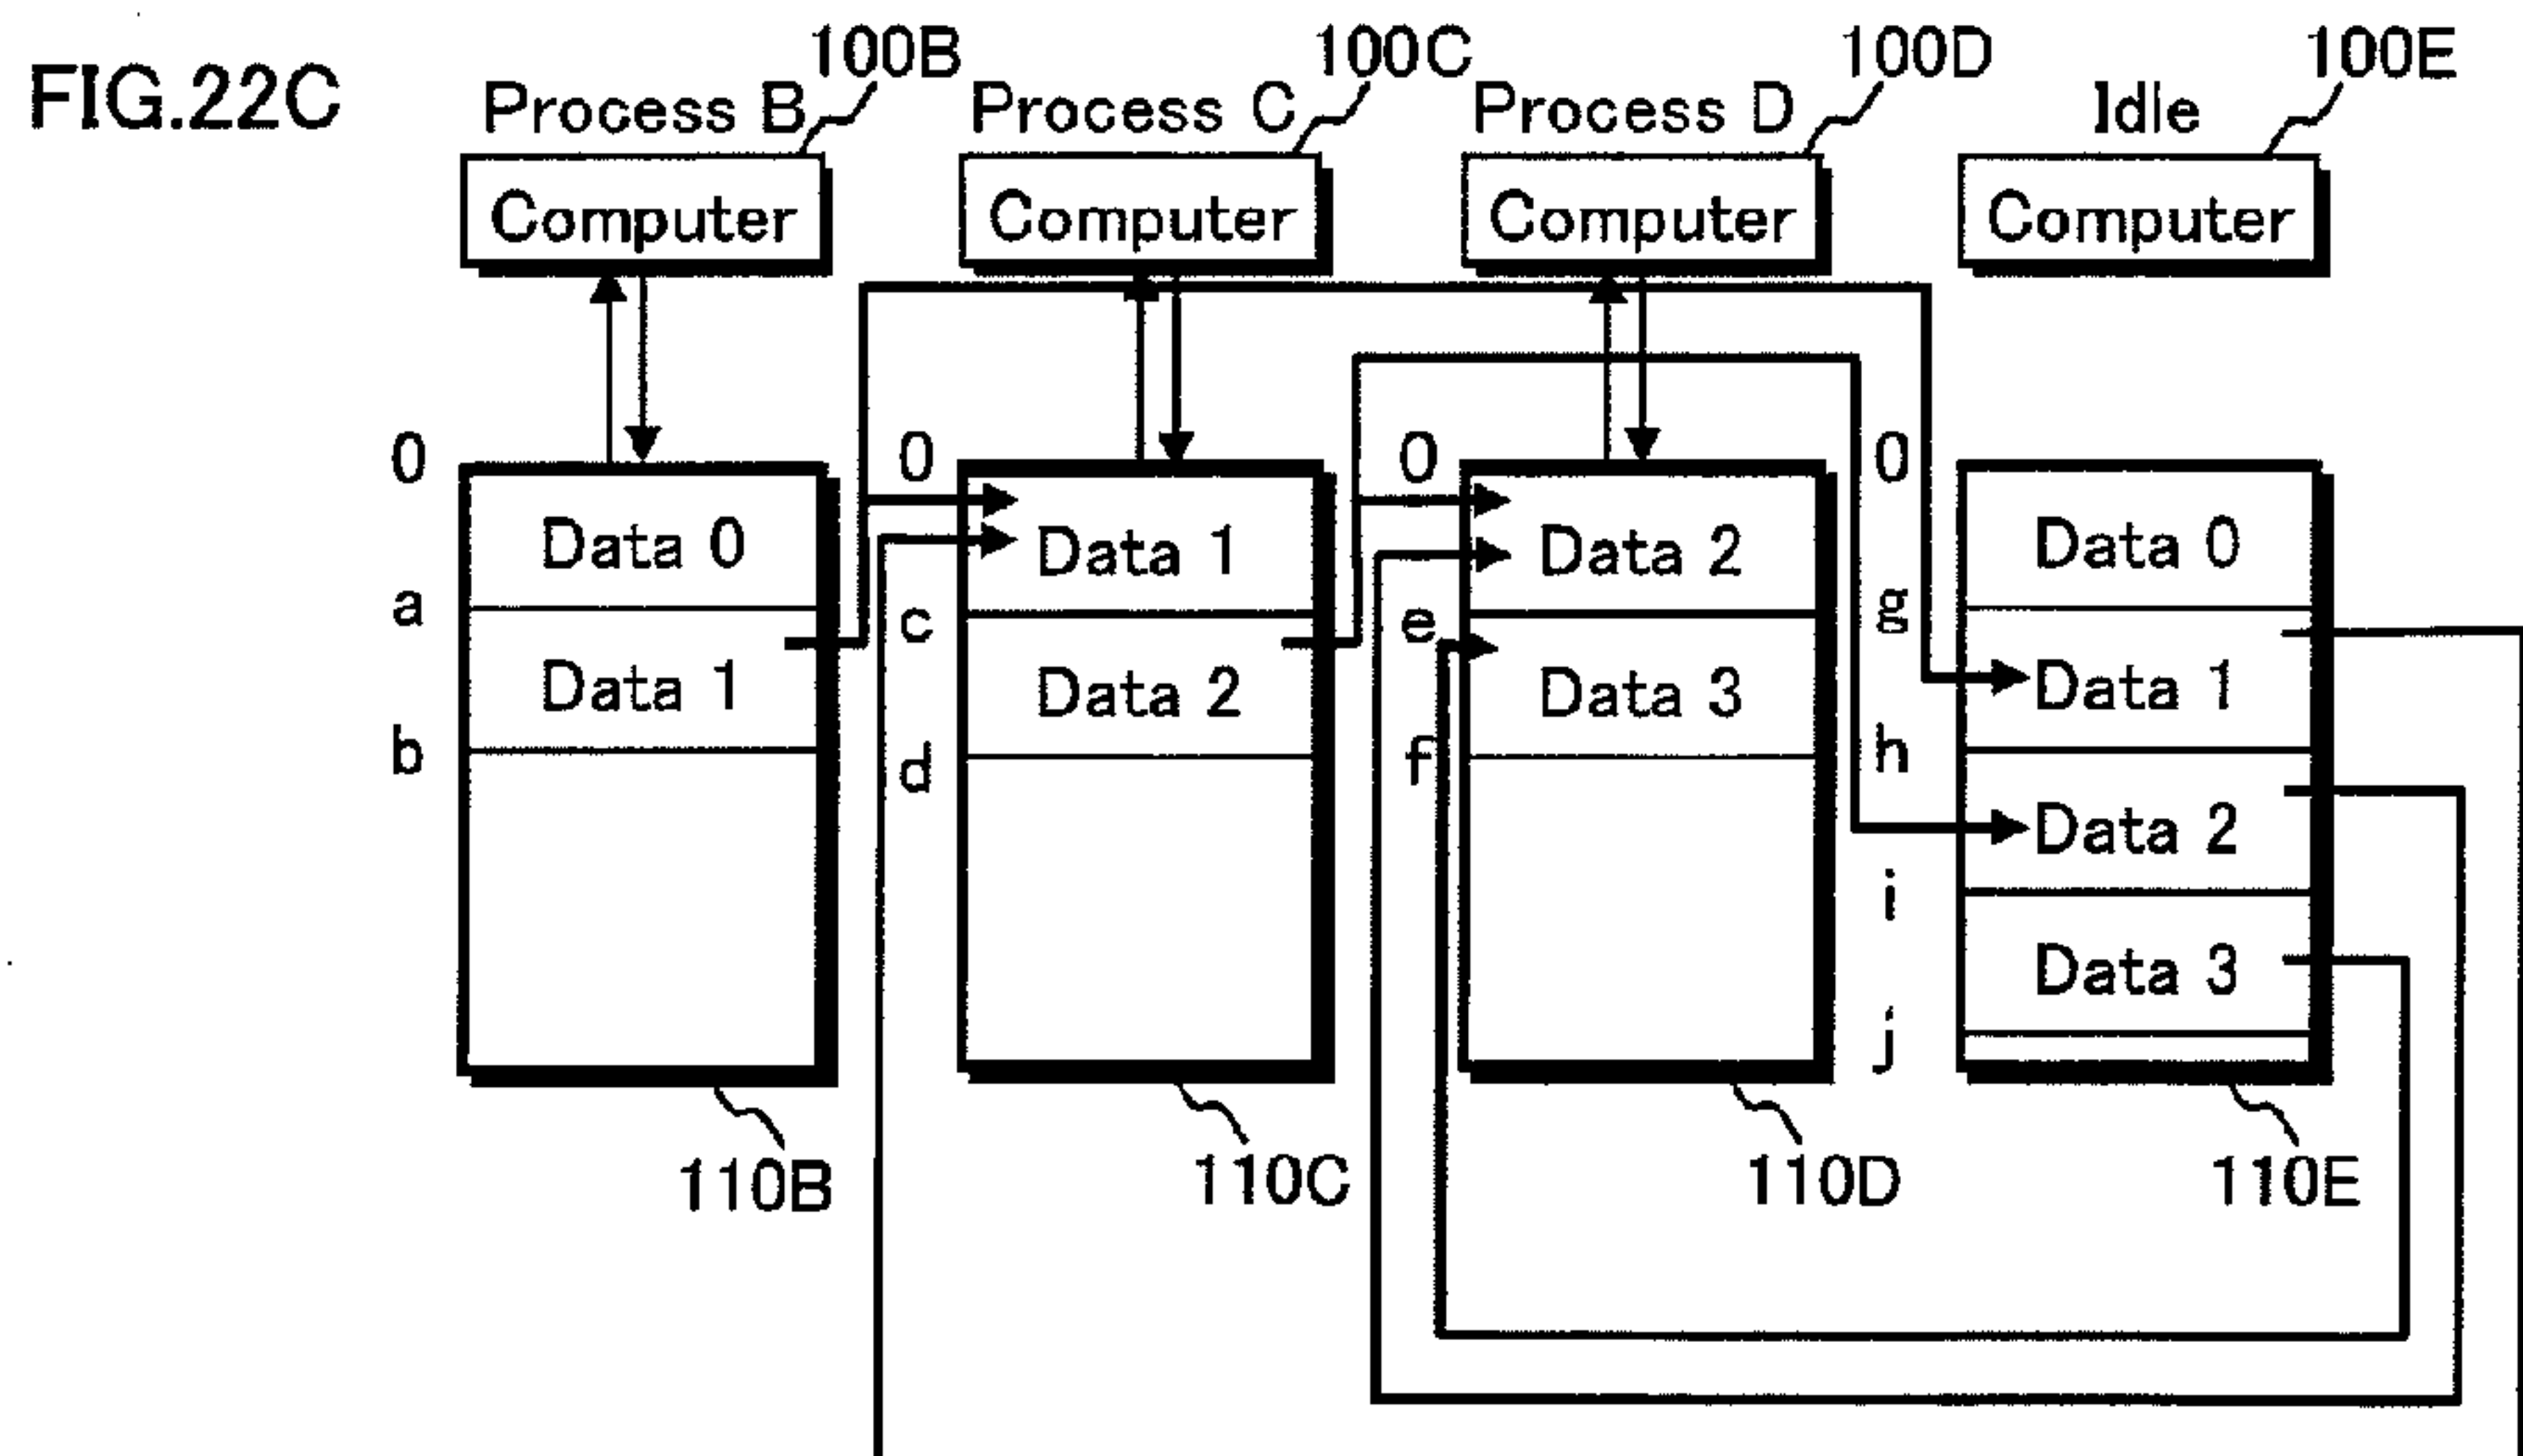 FIG.22C
100B 100C 100D 100E
Process B Process C Process D Idle
Computer Computer Computer Computer
0 0 0 0
Data 0 Data 1 Data 2 Data 0
a c e g
Data 1 Data 2 Data 3 Data 1
b d f h
Data 2
i
Data 3
j
110B 110C 110D 110E